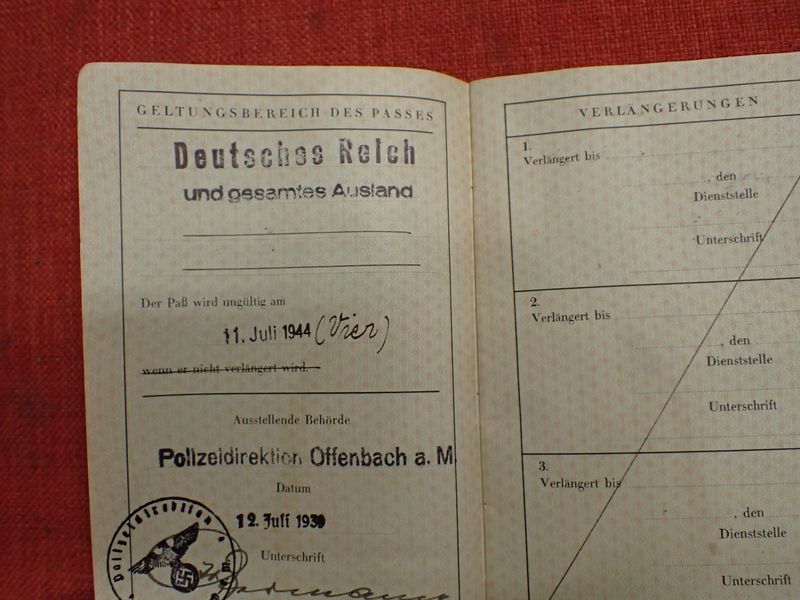 GELTUNGSBEREICH DES PASSES
Deutsches Reich
und gesamtes Ausland
Der Paß wird ungültig am
11. Juli 1944 (Vier)
wenn er nicht verlängert wird.
Ausstellende Behörde
Polizeidirektion Offenbach a. M.
Datum
12. Juli 1939
Unterschrift
Polizeidirektion
VERLÄNGERUNGEN
1.
Verlängert bis
, den
Dienststelle
Unterschrift
2.
Verlängert bis
, den
Dienststelle
Unterschrift
3.
Verlängert bis
, den
Dienststelle
Unterschrift